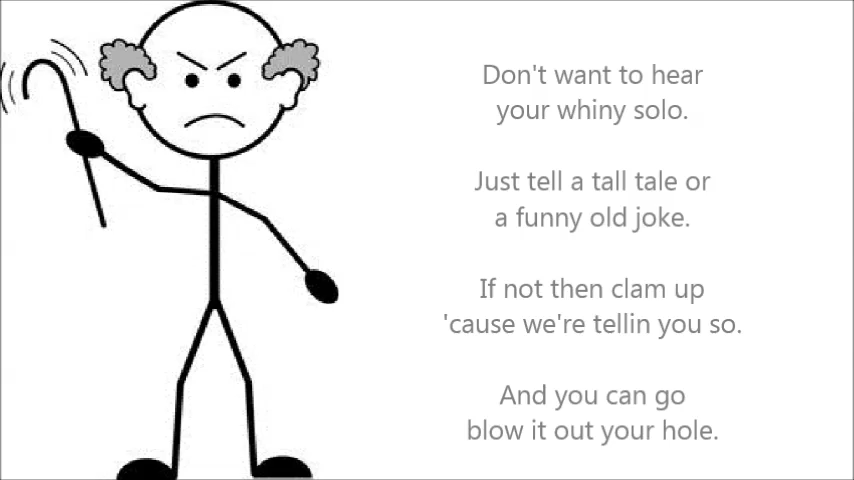 Don't want to hear
your whiny solo.
Just tell a tall tale or
a funny old joke.
If not then clam up
'cause we're tellin you so.
And you can go
blow it out your hole.